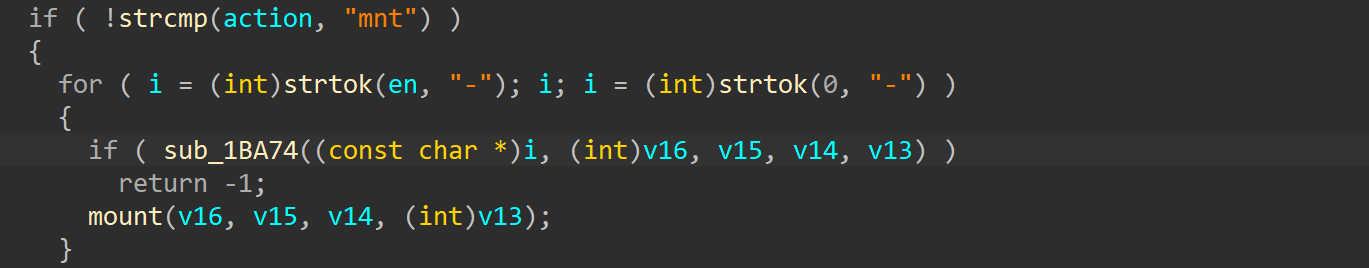 if ( !strcmp(action, "mnt") )
{
for ( i = (int)strtok(en, "-"); i; i = (int)strtok(0, "-") )
{
if ( sub_1BA74((const char *)i, (int)v16, v15, v14, v13) )
return -1;
mount(v16, v15, v14, (int)v13);
}